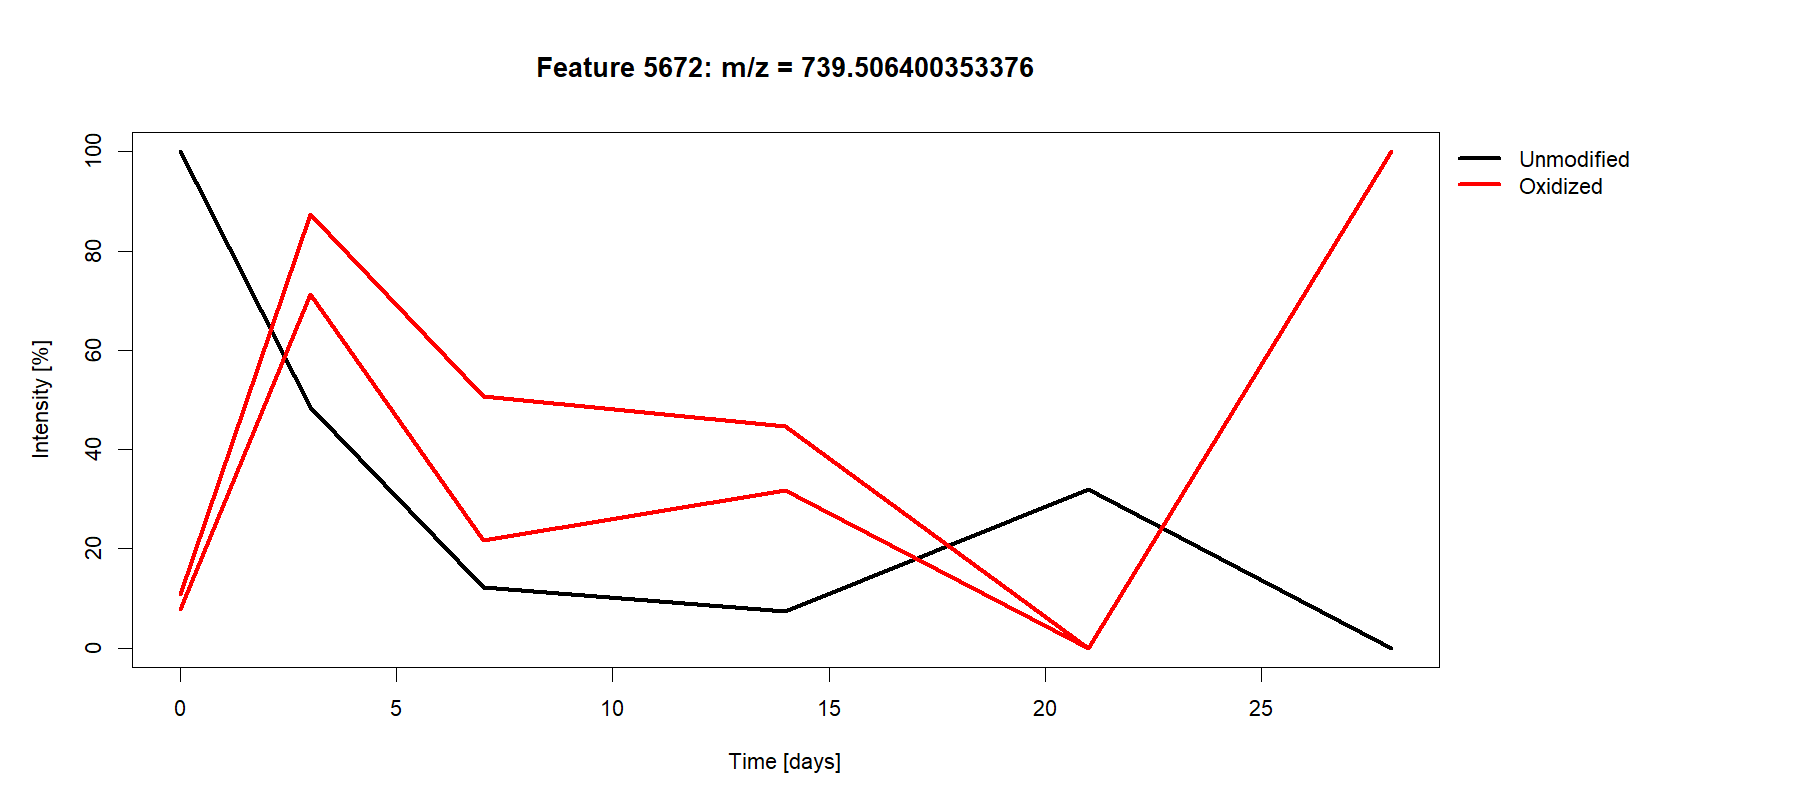 Feature 5672: m/z = 739.506400353376
Unmodified
Oxidized
Intensity [%]
100
80
60
40
20
0
0 5 10 15 20 25
Time [days]